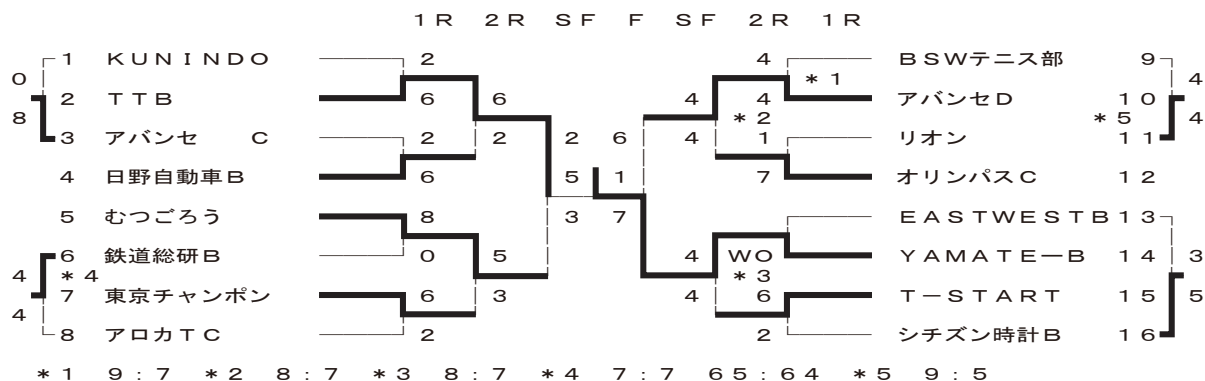 1R 2R SF F SF 2R 1R
1 KUNINDO 2 4 BSWテニス部 9
0 *1 4
2 TTB 6 6 4 4 アバンセD 10
8 *2 *5 4
3 アバンセ C 2 2 2 6 4 1 リオン 11
4 日野自動車B 6 5 1 7 オリンパスC 12
5 むつごろう 8 3 7 EASTWESTB 13
6 鉄道総研B 0 5 4 WO YAMATE−B 14 3
4 *4 *3
7 東京チャンポン 6 3 4 6 T−START 15 5
4
8 アロカTC 2 2 シチズン時計B 16
*1 9:7 *2 8:7 *3 8:7 *4 7:7 65:64 *5 9:5